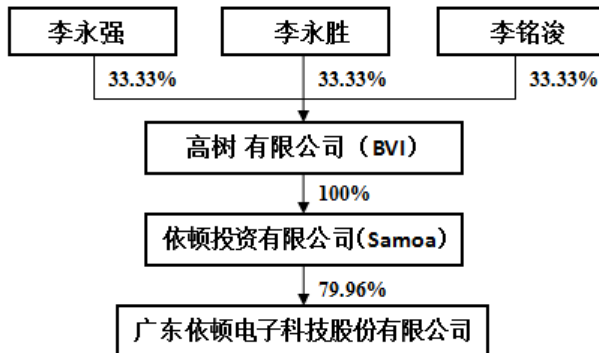 李永强
李永胜
李铭浚
33.33%
33.33%
33.33%
高树 有限公司（BVI）
100%
依顿投资有限公司(Samoa)
79.96%
广东依顿电子科技股份有限公司